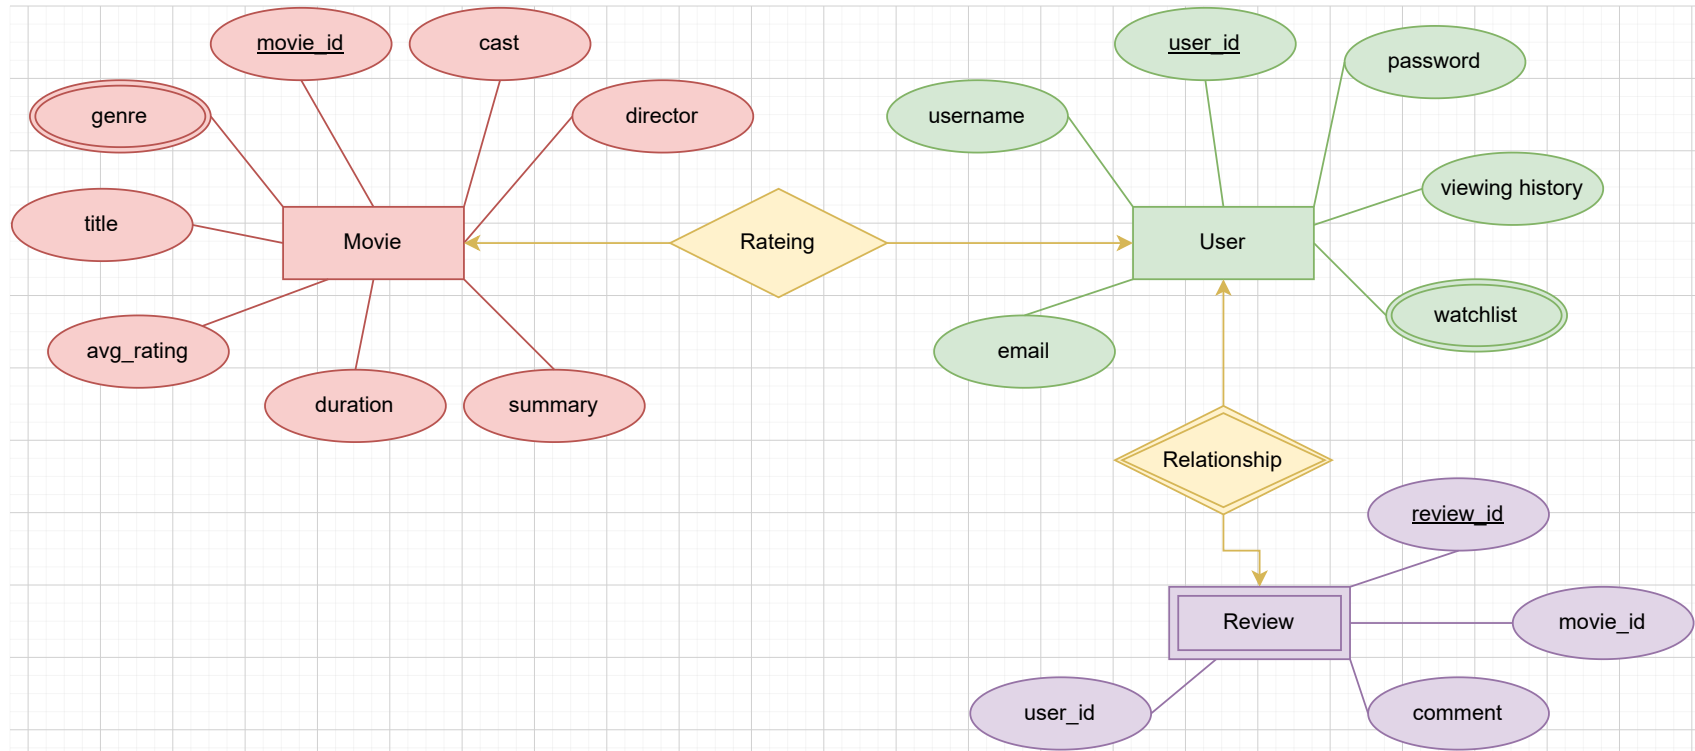 movie_id
cast
user_id
password
genre
director
username
viewing history
title
Movie
Rateing
User
watchlist
avg_rating
email
duration
summary
Relationship
review_id
Review
movie_id
user_id
comment